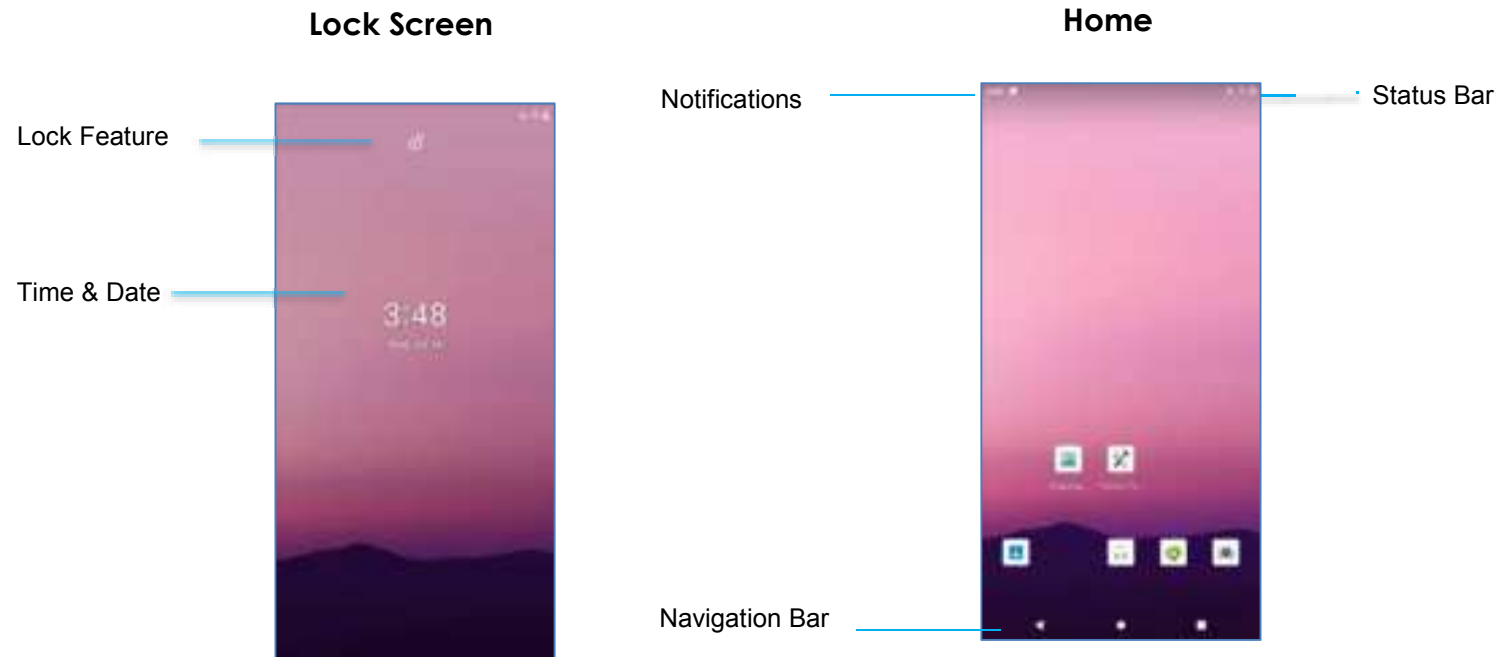 Lock Screen
Home
Notifications
Status Bar
Lock Feature
Time & Date
3:48
Navigation Bar